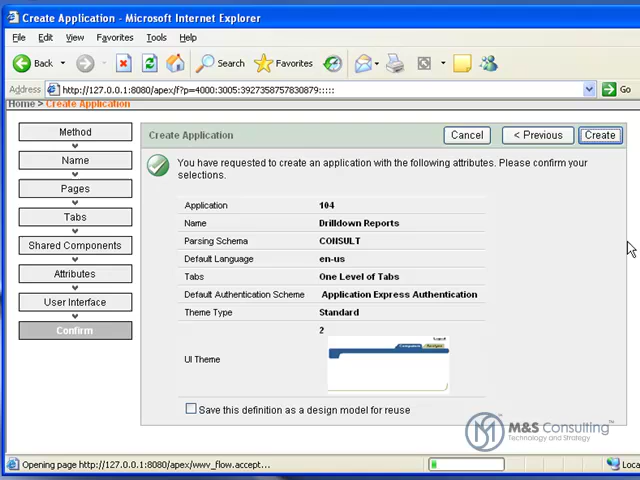 Create Application - Microsoft Internet Explorer
File Edit View Favorites Tools Help
Back Search Favorites
Address http://127.0.0.1:8080/apex/f?p=4000:3005:3927358757830879::::: Go
Home > Create Application
Method
Name
Pages
Tabs
Shared Components
Attributes
User Interface
Confirm
Create Application Cancel < Previous Create
You have requested to create an application with the following attributes. Please confirm your
selections.
Application 104
Name Drilldown Reports
Parsing Schema CONSULT
Default Language en-us
Tabs One Level of Tabs
Default Authentication Scheme Application Express Authentication
Theme Type Standard
2
UI Theme
Save this definition as a design model for reuse
M&S Consulting
Technology and Strategy
Opening page http://127.0.0.1:8080/apex/wwv_flow.accept... Loca